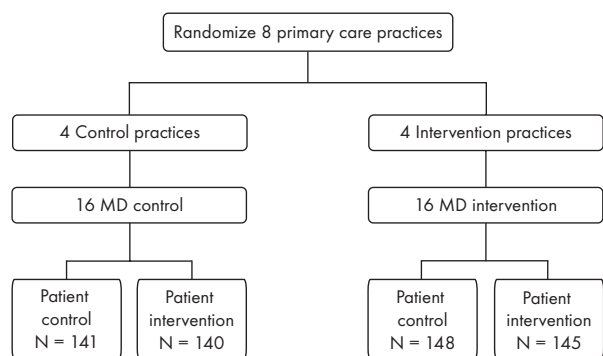 Randomize 8 primary care practices
4 Control practices
4 Intervention practices
16 MD control
16 MD intervention
Patient
control
N = 141
Patient
intervention
N = 140
Patient
control
N = 148
Patient
intervention
N = 145